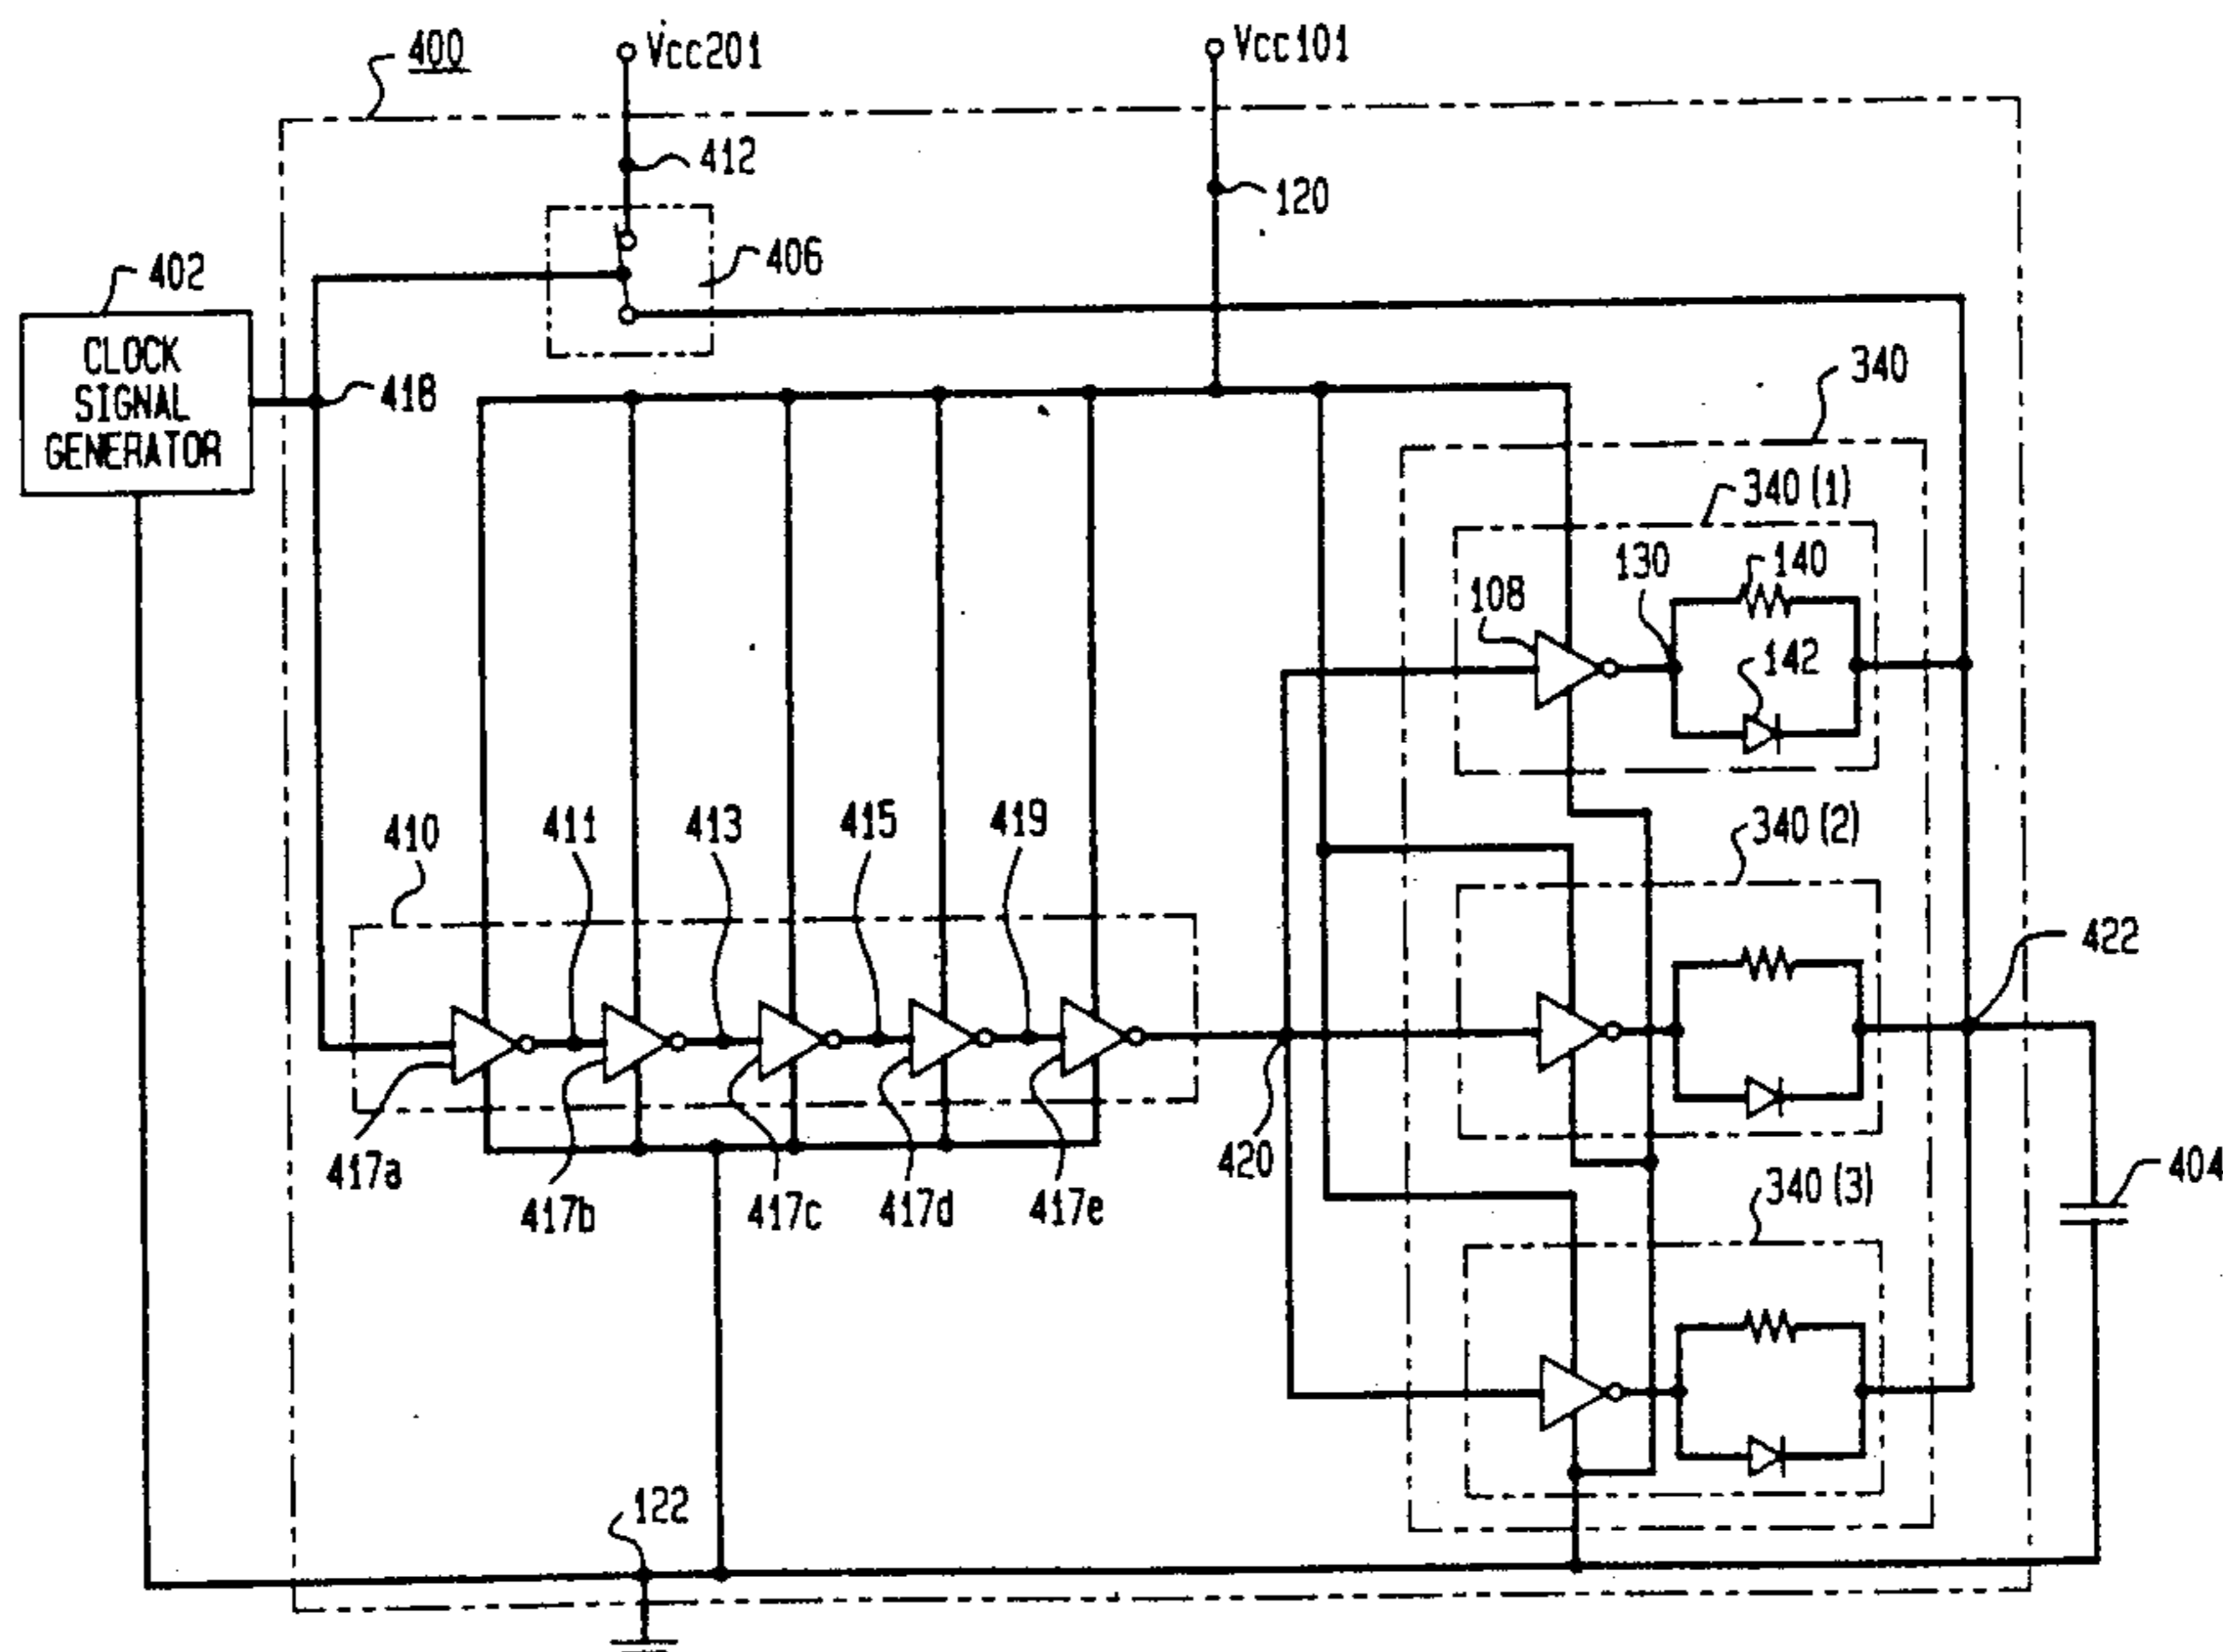 400
Vcc201
Vcc101
412
120
406
402
CLOCK
SIGNAL
GENERATOR
418
340
340 (1)
130
140
108
142
410
411
413
415
419
340 (2)
422
417a
417b
417c
417d
417e
420
340 (3)
404
122